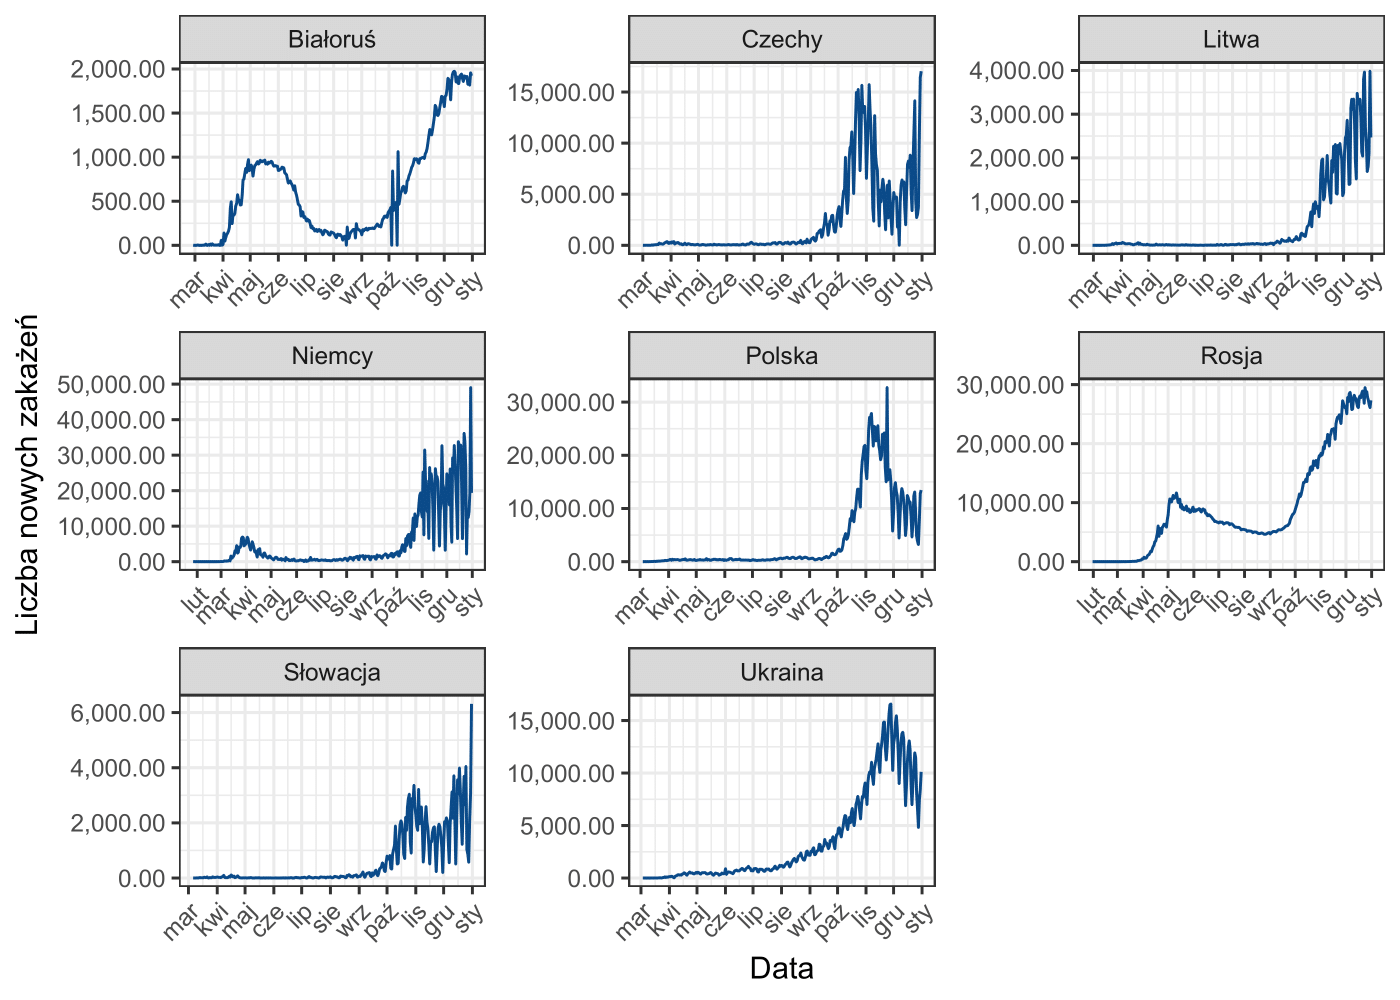 Białoruś
Czechy
Litwa
2,000.00
1,500.00
1,000.00
500.00
0.00
mar kwi maj cze lip sie wrz paź lis gru sty
15,000.00
10,000.00
5,000.00
0.00
mar kwi maj cze lip sie wrz paź lis gru sty
4,000.00
3,000.00
2,000.00
1,000.00
0.00
mar kwi maj cze lip sie wrz paź lis gru sty
Liczba nowych zakażeń
Niemcy
Polska
Rosja
50,000.00
40,000.00
30,000.00
20,000.00
10,000.00
0.00
lut mar kwi maj cze lip sie wrz paź lis gru sty
30,000.00
20,000.00
10,000.00
0.00
mar kwi maj cze lip sie wrz paź lis gru sty
30,000.00
20,000.00
10,000.00
0.00
lut mar kwi maj cze lip sie wrz paź lis gru sty
Słowacja
Ukraina
6,000.00
4,000.00
2,000.00
0.00
mar kwi maj cze lip sie wrz paź lis gru sty
15,000.00
10,000.00
5,000.00
0.00
mar kwi maj cze lip sie wrz paź lis gru sty
Data